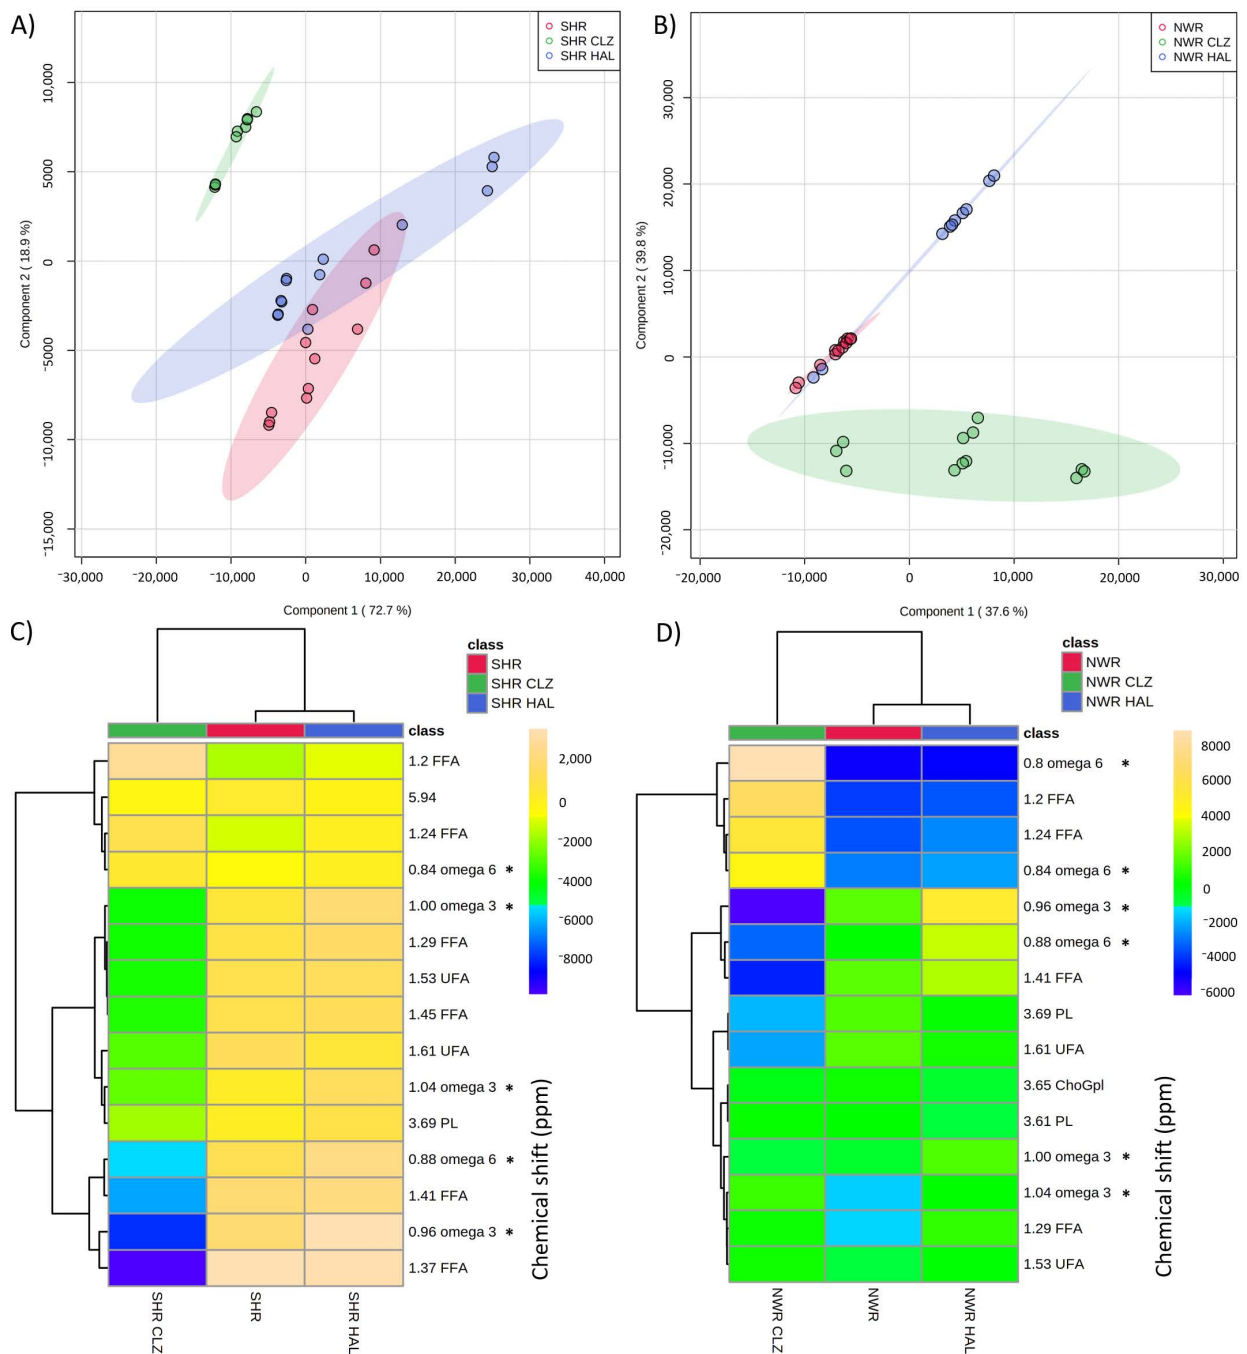 A)
SHR
SHR CLZ
SHR HAL
10,000
5000
0
-5000
-10,000
-15,000
Component 2 ( 18.9 %)
-30,000
-20,000
-10,000
0
10,000
20,000
30,000
40,000
Component 1 ( 72.7 %)
B)
NWR
NWR CLZ
NWR HAL
30,000
20,000
10,000
0
-10,000
-20,000
Component 2 ( 39.8 %)
-20,000
-10,000
0
10,000
20,000
30,000
Component 1 ( 37.6 %)
C)
class
SHR
SHR CLZ
SHR HAL
class
1.2 FFA
5.94
1.24 FFA
0.84 omega 6 *
1.00 omega 3 *
1.29 FFA
1.53 UFA
1.45 FFA
1.61 UFA
1.04 omega 3 *
3.69 PL
0.88 omega 6 *
1.41 FFA
0.96 omega 3 *
1.37 FFA
2,000
0
-2000
-4000
-6000
-8000
Chemical shift (ppm)
SHR CLZ
SHR
SHR HAL
D)
class
NWR
NWR CLZ
NWR HAL
class
0.8 omega 6 *
1.2 FFA
1.24 FFA
0.84 omega 6 *
0.96 omega 3 *
0.88 omega 6 *
1.41 FFA
3.69 PL
1.61 UFA
3.65 ChoGpl
3.61 PL
1.00 omega 3 *
1.04 omega 3 *
1.29 FFA
1.53 UFA
8000
6000
4000
2000
0
-2000
-4000
-6000
Chemical shift (ppm)
NWR CLZ
NWR
NWR HAL